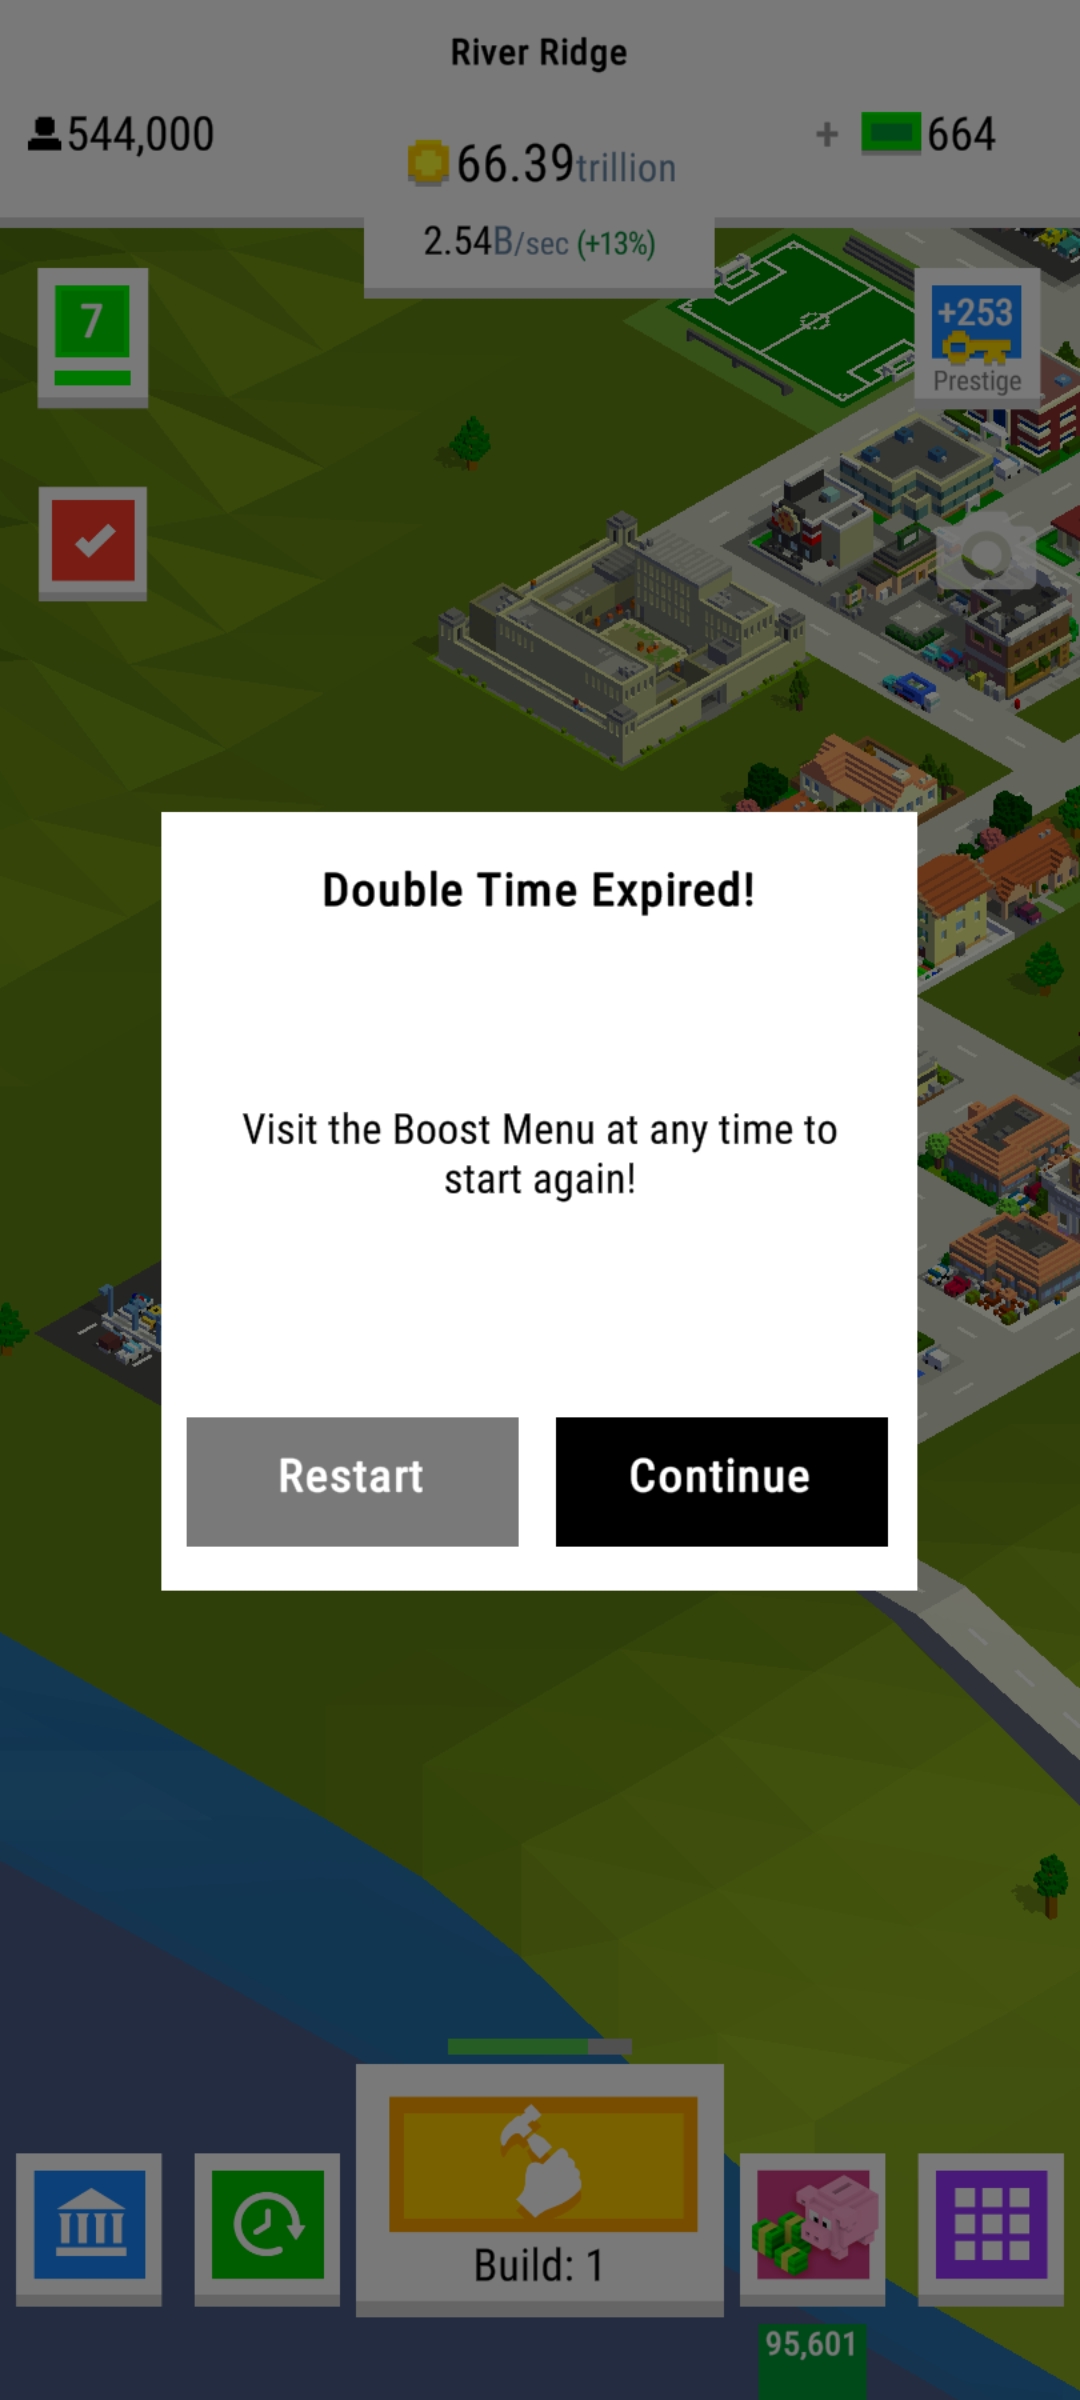 River Ridge
544,000
66.39trillion
+ 664
2.54B/sec (+13%)
7
+253
Prestige
Double Time Expired!
Visit the Boost Menu at any time to
start again!
Restart
Continue
Build: 1
95,601